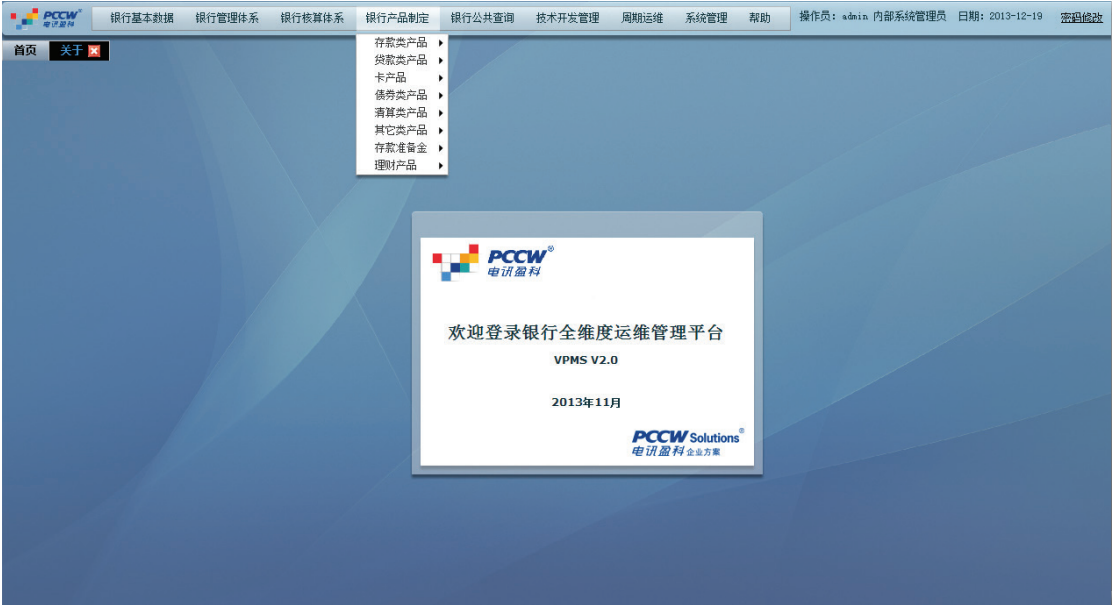 PCCW® 银行基本数据 银行管理体系 银行核算体系 银行产品制定 银行公共查询 技术开发管理 周期运维 系统管理 帮助 操作员: admin 内部系统管理员 日期: 2013-12-19 密码修改
电讯盈科
首页 关于
存款类产品
贷款类产品
卡产品
债券类产品
清算类产品
其它类产品
存款准备金
理财产品
PCCW®
电讯盈科
欢迎登录银行全维度运维管理平台
VPMS V2.0
2013年11月
PCCW Solutions®
电讯盈科 企业方案